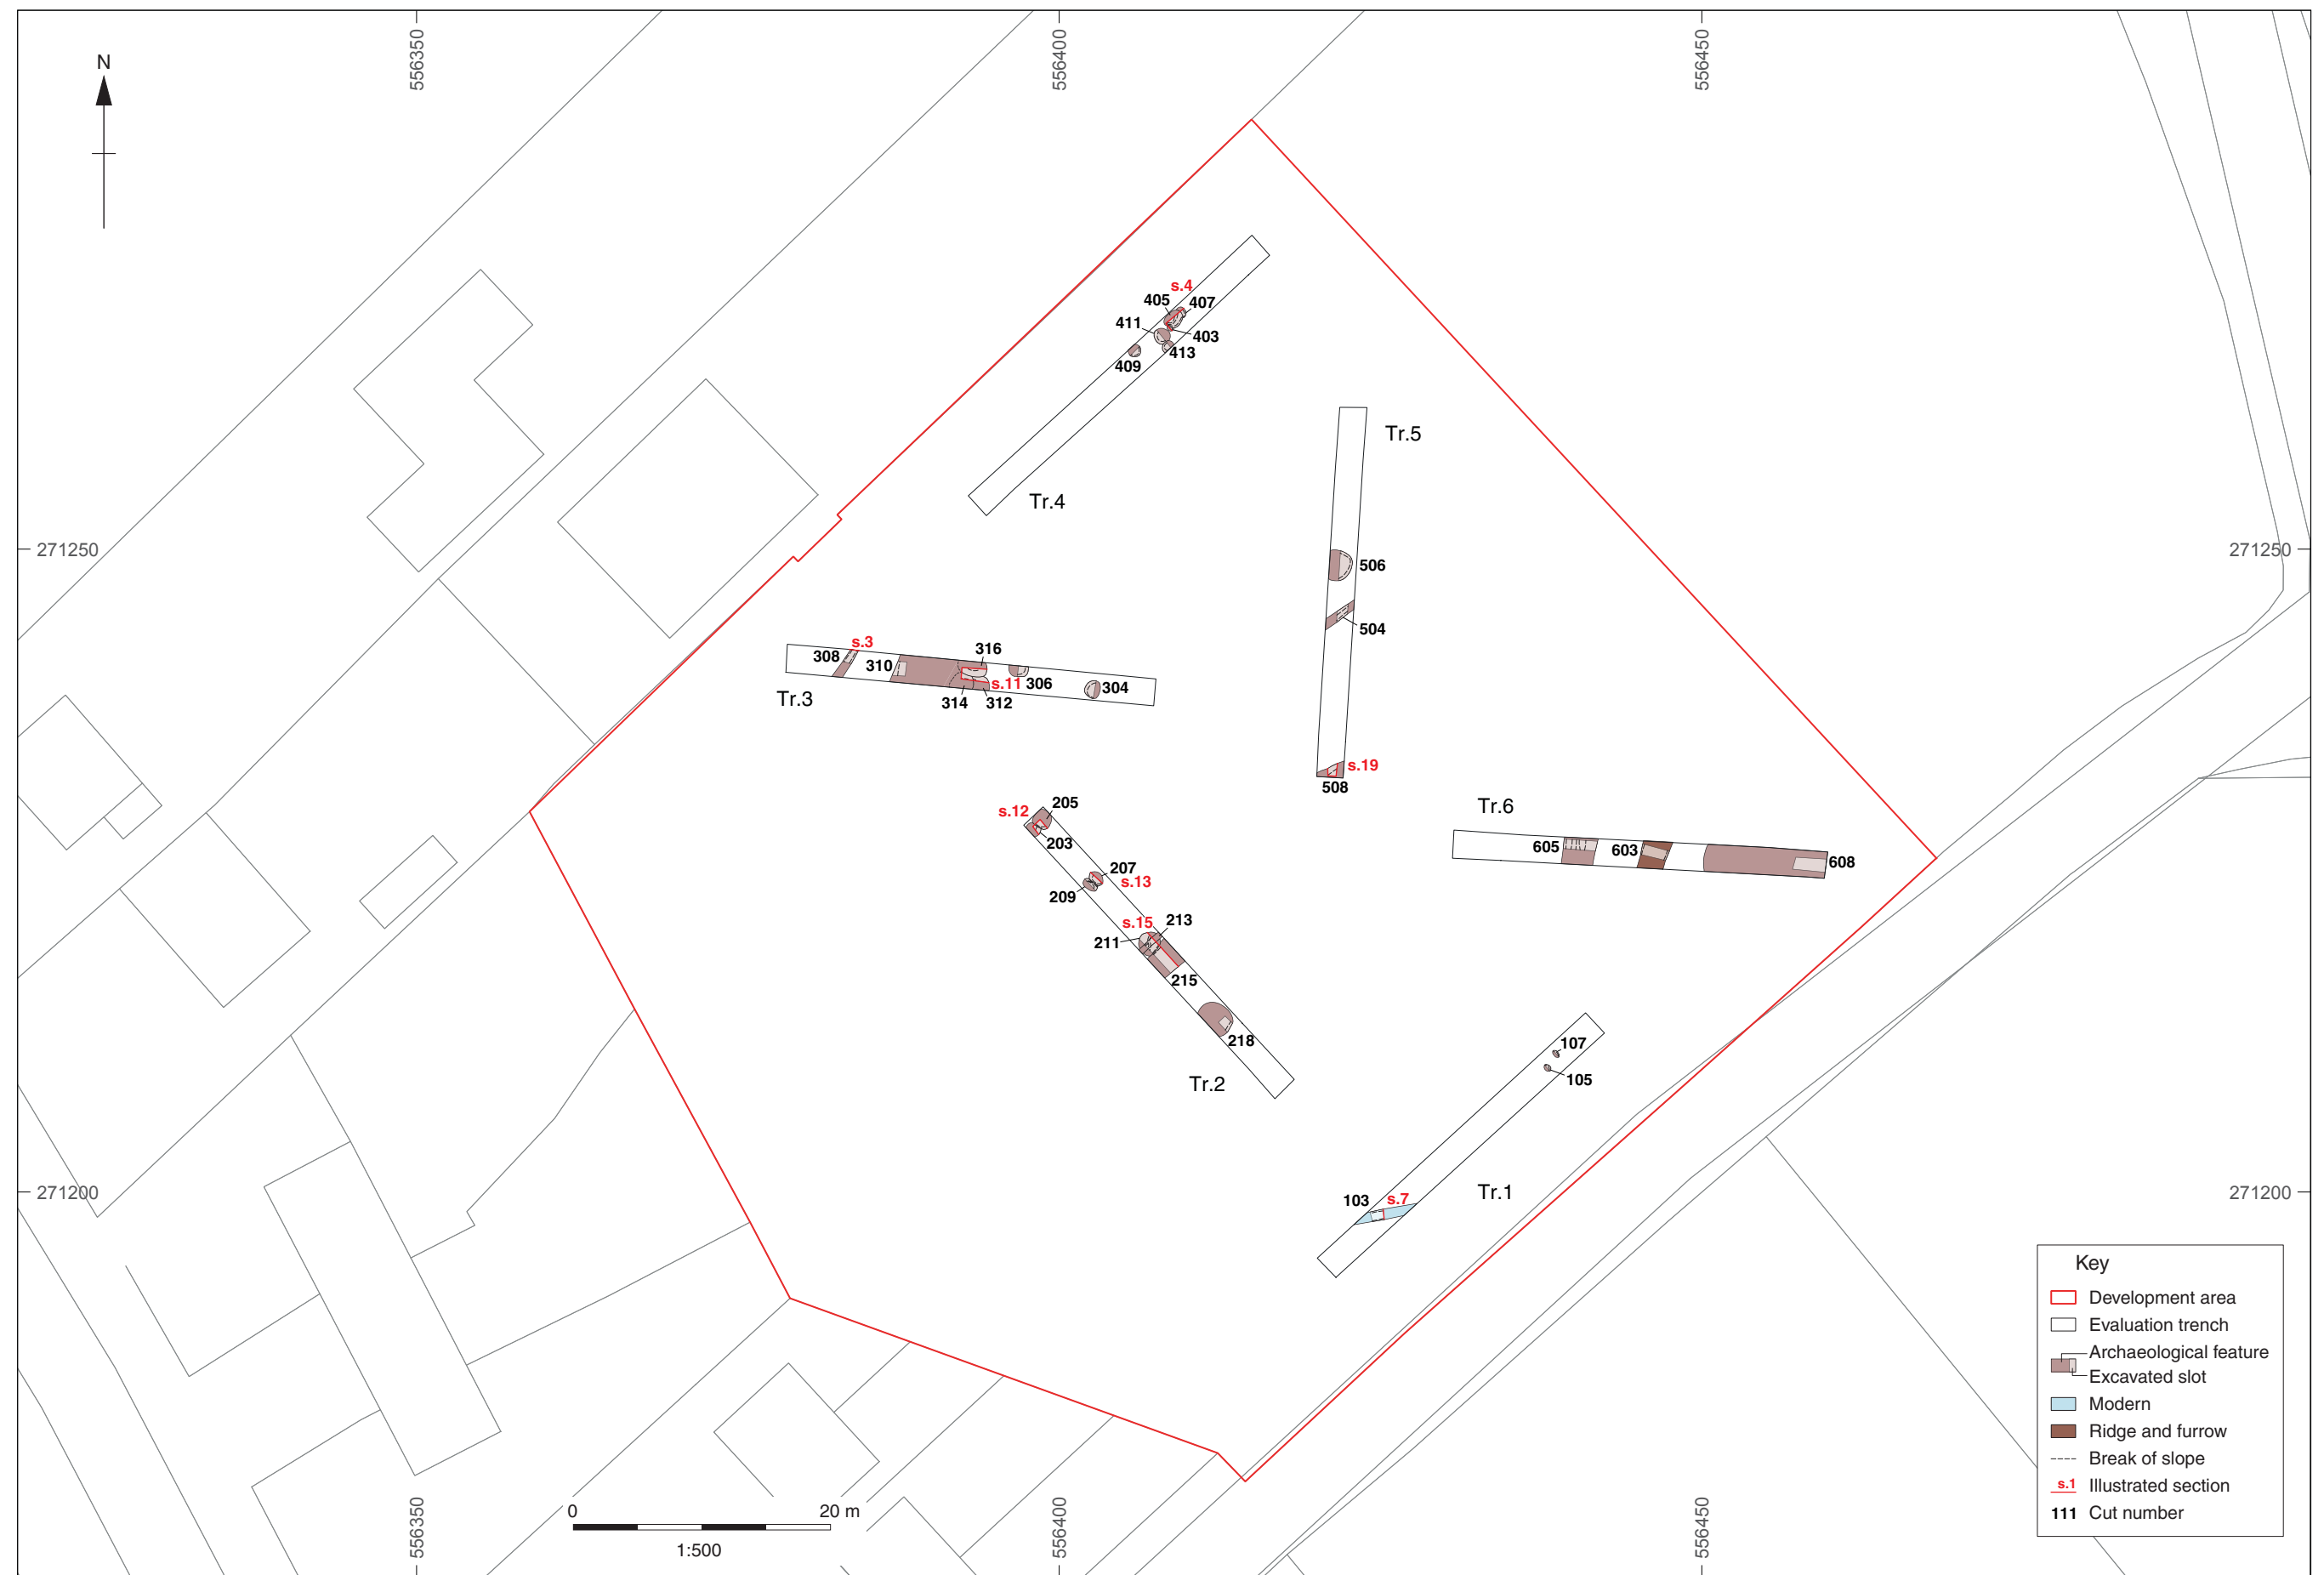 556350
556400
556450
N
s.4
405
407
411
403
413
409
Tr.4
Tr.5
271250
271250
506
504
s.3
308
310
316
s.11
306
304
314
312
Tr.3
s.19
508
s.12
205
203
207
s.13
209
s.15
213
211
215
218
Tr.2
Tr.6
605
603
608
107
105
271200
271200
103
s.7
Tr.1
Key
Development area
Evaluation trench
Archaeological feature
Excavated slot
Modern
Ridge and furrow
Break of slope
s.1 Illustrated section
111 Cut number
0
20 m
1:500
556350
556400
556450